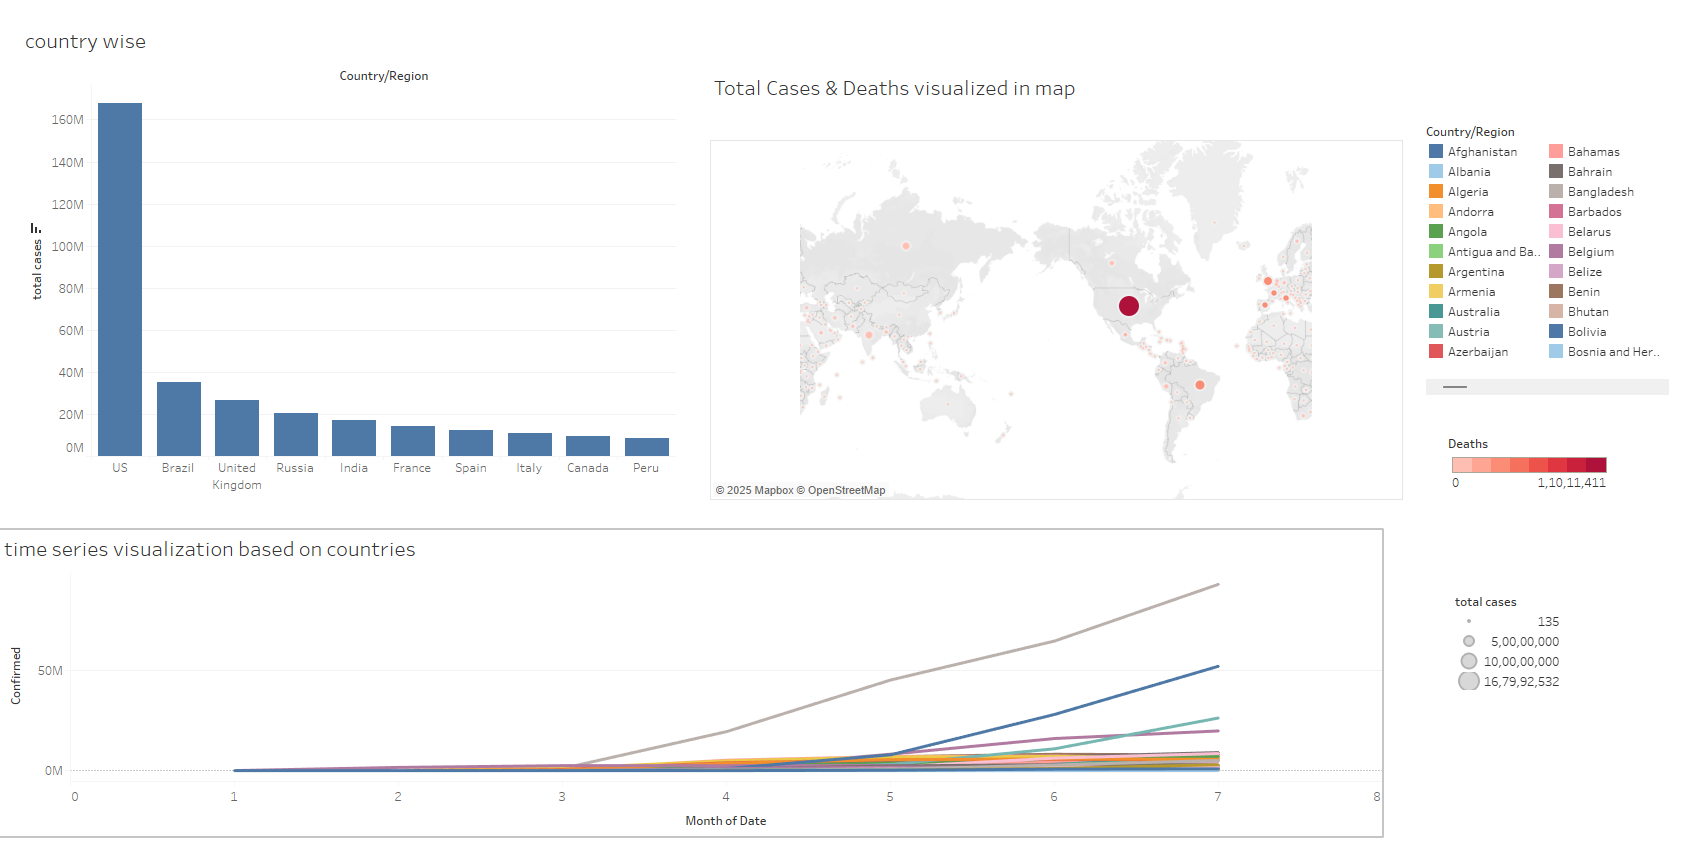 country wise
Country/Region
total cases
160M
140M
120M
100M
80M
60M
40M
20M
0M
US
Brazil
United
Kingdom
Russia
India
France
Spain
Italy
Canada
Peru
Total Cases & Deaths visualized in map
© 2025 Mapbox © OpenStreetMap
Country/Region
Afghanistan
Albania
Algeria
Andorra
Angola
Antigua and Ba..
Argentina
Armenia
Australia
Austria
Azerbaijan
Bahamas
Bahrain
Bangladesh
Barbados
Belarus
Belgium
Belize
Benin
Bhutan
Bolivia
Bosnia and Her..
Deaths
0 1,10,11,411
time series visualization based on countries
Confirmed
50M
0M
0 1 2 3 4 5 6 7 8
Month of Date
total cases
135
5,00,00,000
10,00,00,000
16,79,92,532